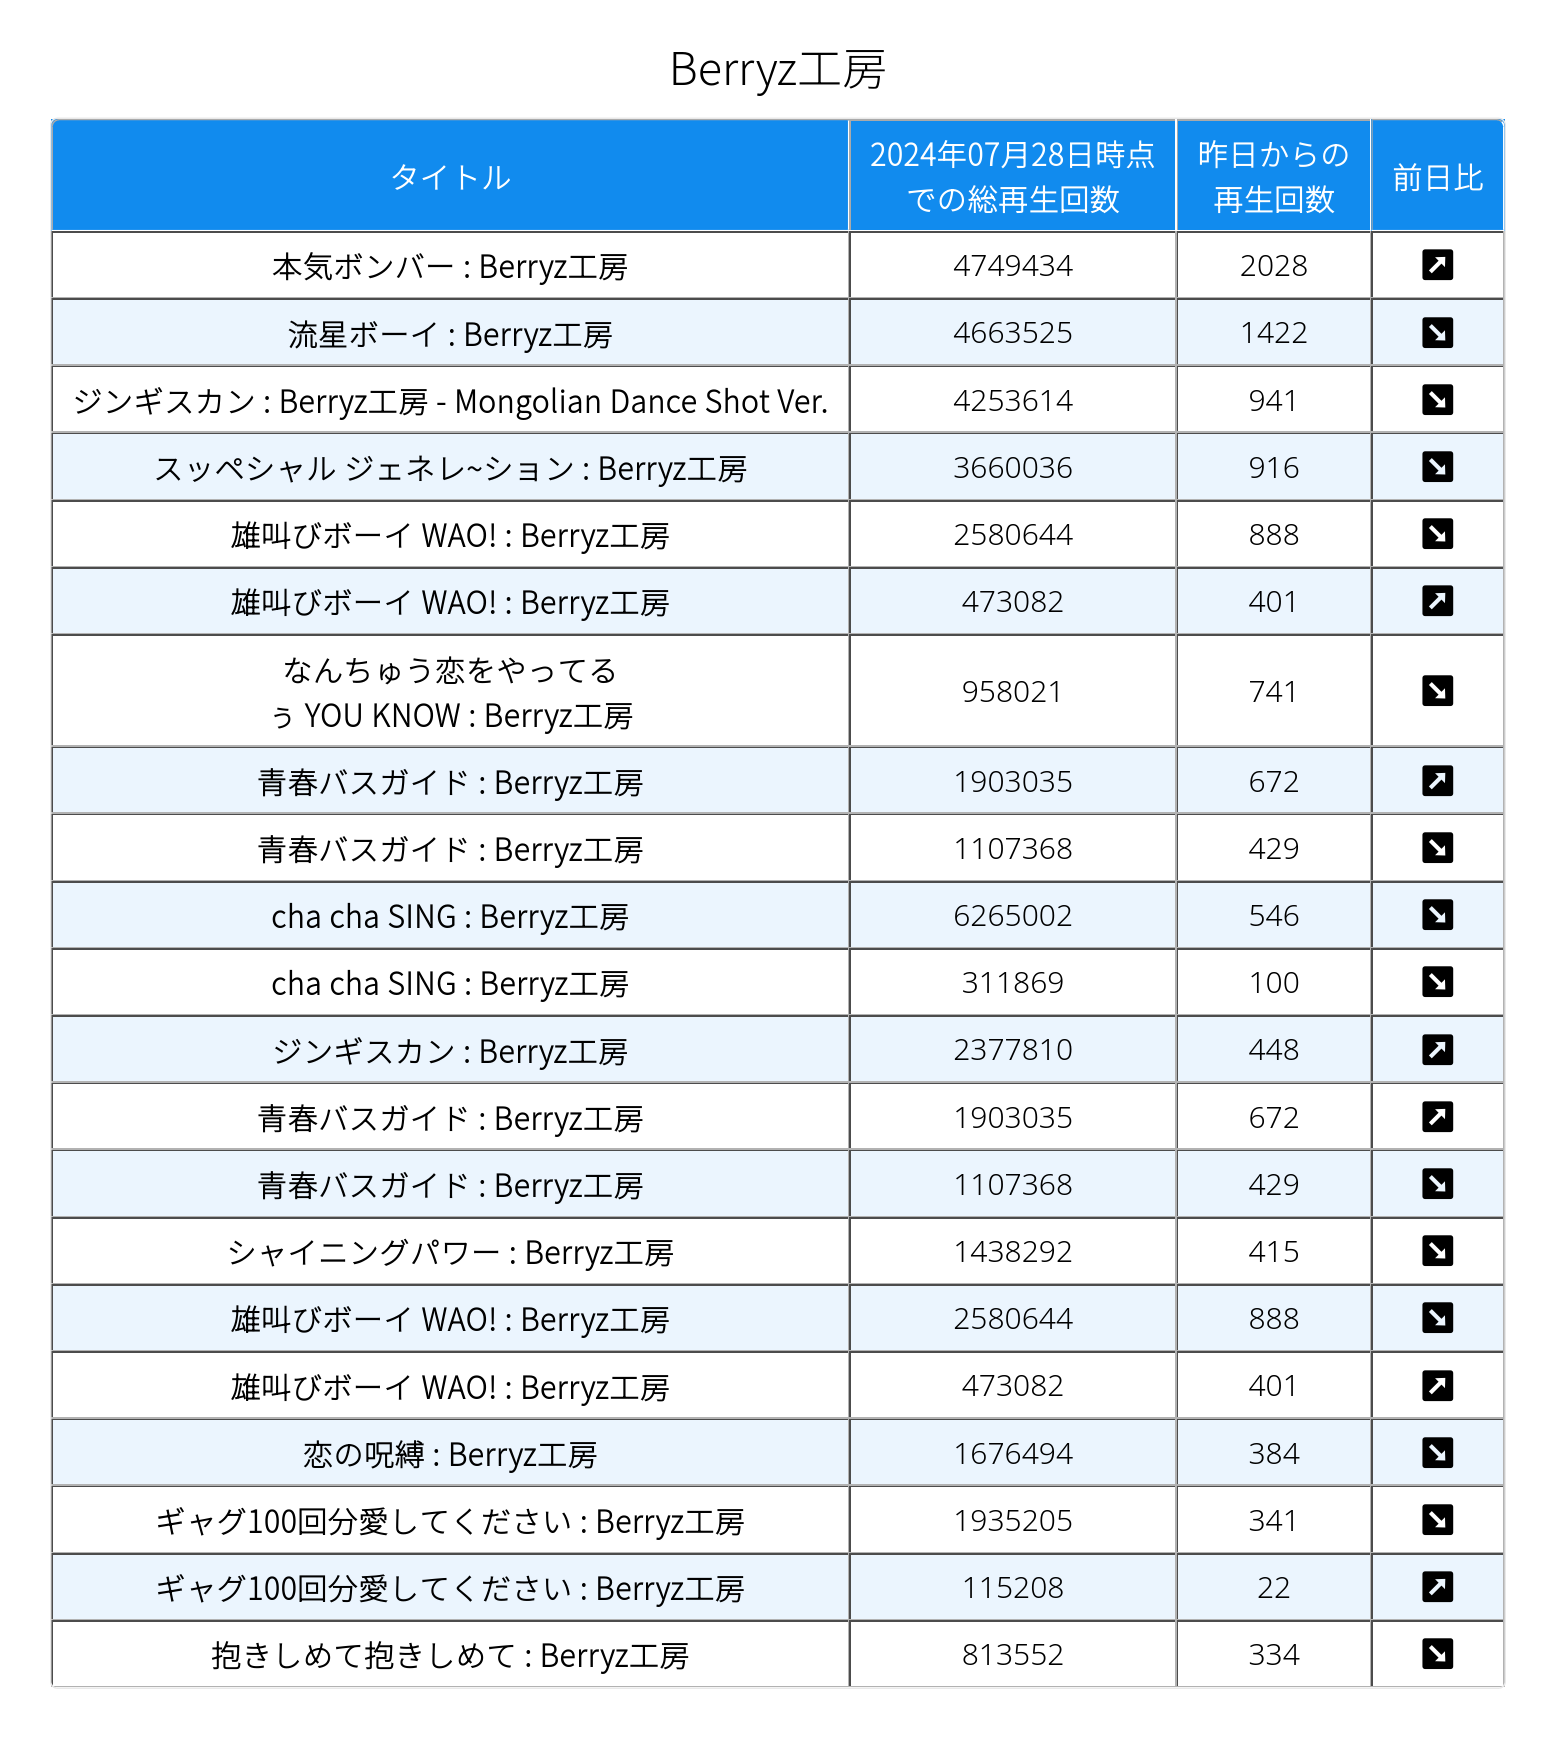 Berryz工房
タイトル
2024年07月28日時点
での総再生回数
昨日からの
再生回数
前日比
本気ボンバー : Berryz工房 4749434 2028
流星ボーイ : Berryz工房 4663525 1422
ジンギスカン : Berryz工房 - Mongolian Dance Shot Ver. 4253614 941
スッペシャル ジェネレ~ション : Berryz工房 3660036 916
雄叫びボーイ WAO! : Berryz工房 2580644 888
雄叫びボーイ WAO! : Berryz工房 473082 401
なんちゅう恋をやってる
ぅ YOU KNOW : Berryz工房 958021 741
青春バスガイド : Berryz工房 1903035 672
青春バスガイド : Berryz工房 1107368 429
cha cha SING : Berryz工房 6265002 546
cha cha SING : Berryz工房 311869 100
ジンギスカン : Berryz工房 2377810 448
青春バスガイド : Berryz工房 1903035 672
青春バスガイド : Berryz工房 1107368 429
シャイニングパワー : Berryz工房 1438292 415
雄叫びボーイ WAO! : Berryz工房 2580644 888
雄叫びボーイ WAO! : Berryz工房 473082 401
恋の呪縛 : Berryz工房 1676494 384
ギャグ100回分愛してください : Berryz工房 1935205 341
ギャグ100回分愛してください : Berryz工房 115208 22
抱きしめて抱きしめて : Berryz工房 813552 334